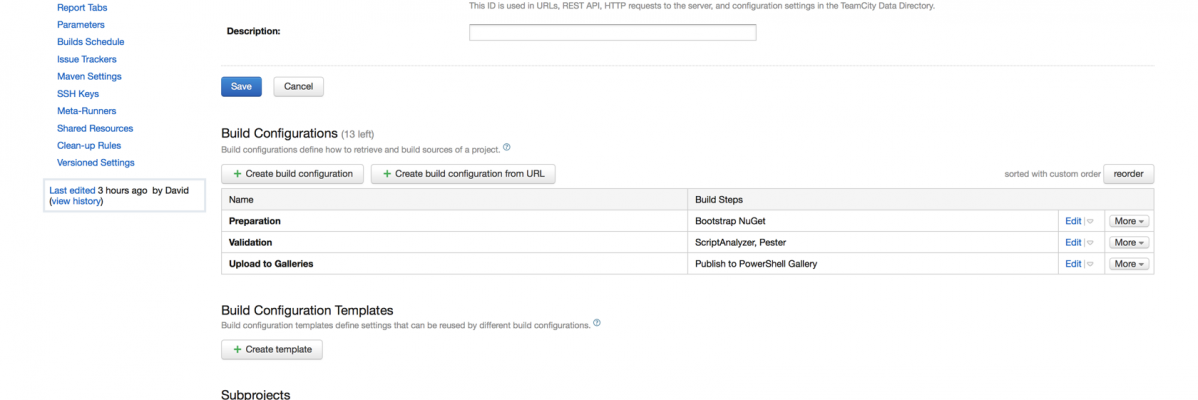 Report Tabs
Parameters
Builds Schedule
Issue Trackers
Maven Settings
SSH Keys
Meta-Runners
Shared Resources
Clean-up Rules
Versioned Settings
Last edited 3 hours ago by David
(view history)
This ID is used in URLs, REST API, HTTP requests to the server, and configuration settings in the TeamCity Data Directory.
Description:
Save Cancel
Build Configurations (13 left)
Build configurations define how to retrieve and build sources of a project. ?
+ Create build configuration + Create build configuration from URL sorted with custom order reorder
Name Build Steps
Preparation Bootstrap NuGet Edit More
Validation ScriptAnalyzer, Pester Edit More
Upload to Galleries Publish to PowerShell Gallery Edit More
Build Configuration Templates
Build configuration templates define settings that can be reused by different build configurations. ?
+ Create template
Subprojects